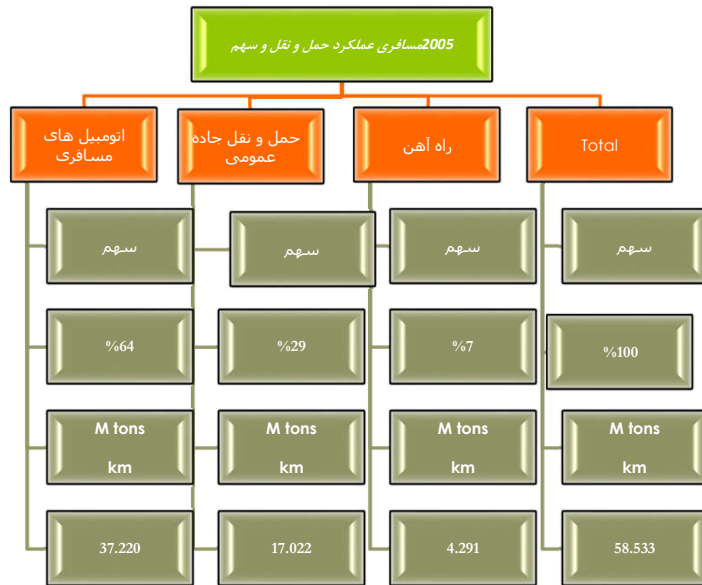 2005مسافری عملکرد حمل و نقل و سهم
اتومبیل های
مسافری
حمل و نقل جاده
عمومی
راه آهن
Total
سهم
سهم
سهم
سهم
%64
%29
%7
%100
M tons
km
M tons
km
M tons
km
M tons
km
37.220
17.022
4.291
58.533